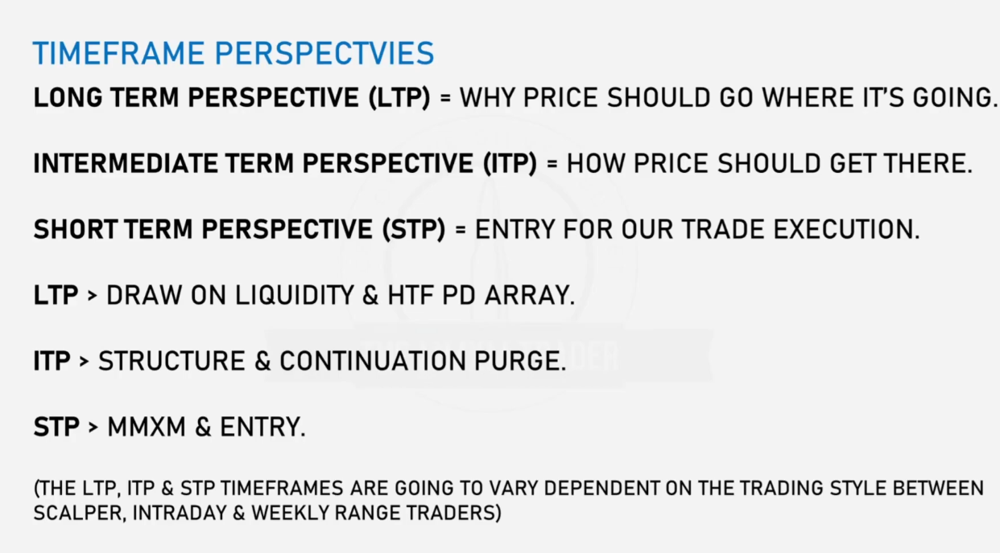 TIMEFRAME PERSPECTVIES
LONG TERM PERSPECTIVE (LTP) = WHY PRICE SHOULD GO WHERE IT'S GOING.
INTERMEDIATE TERM PERSPECTIVE (ITP) = HOW PRICE SHOULD GET THERE.
SHORT TERM PERSPECTIVE (STP) = ENTRY FOR OUR TRADE EXECUTION.
LTP > DRAW ON LIQUIDITY & HTF PD ARRAY.
ITP > STRUCTURE & CONTINUATION PURGE.
STP > MMXM & ENTRY.
(THE LTP, ITP & STP TIMEFRAMES ARE GOING TO VARY DEPENDENT ON THE TRADING STYLE BETWEEN
SCALPER, INTRADAY & WEEKLY RANGE TRADERS)